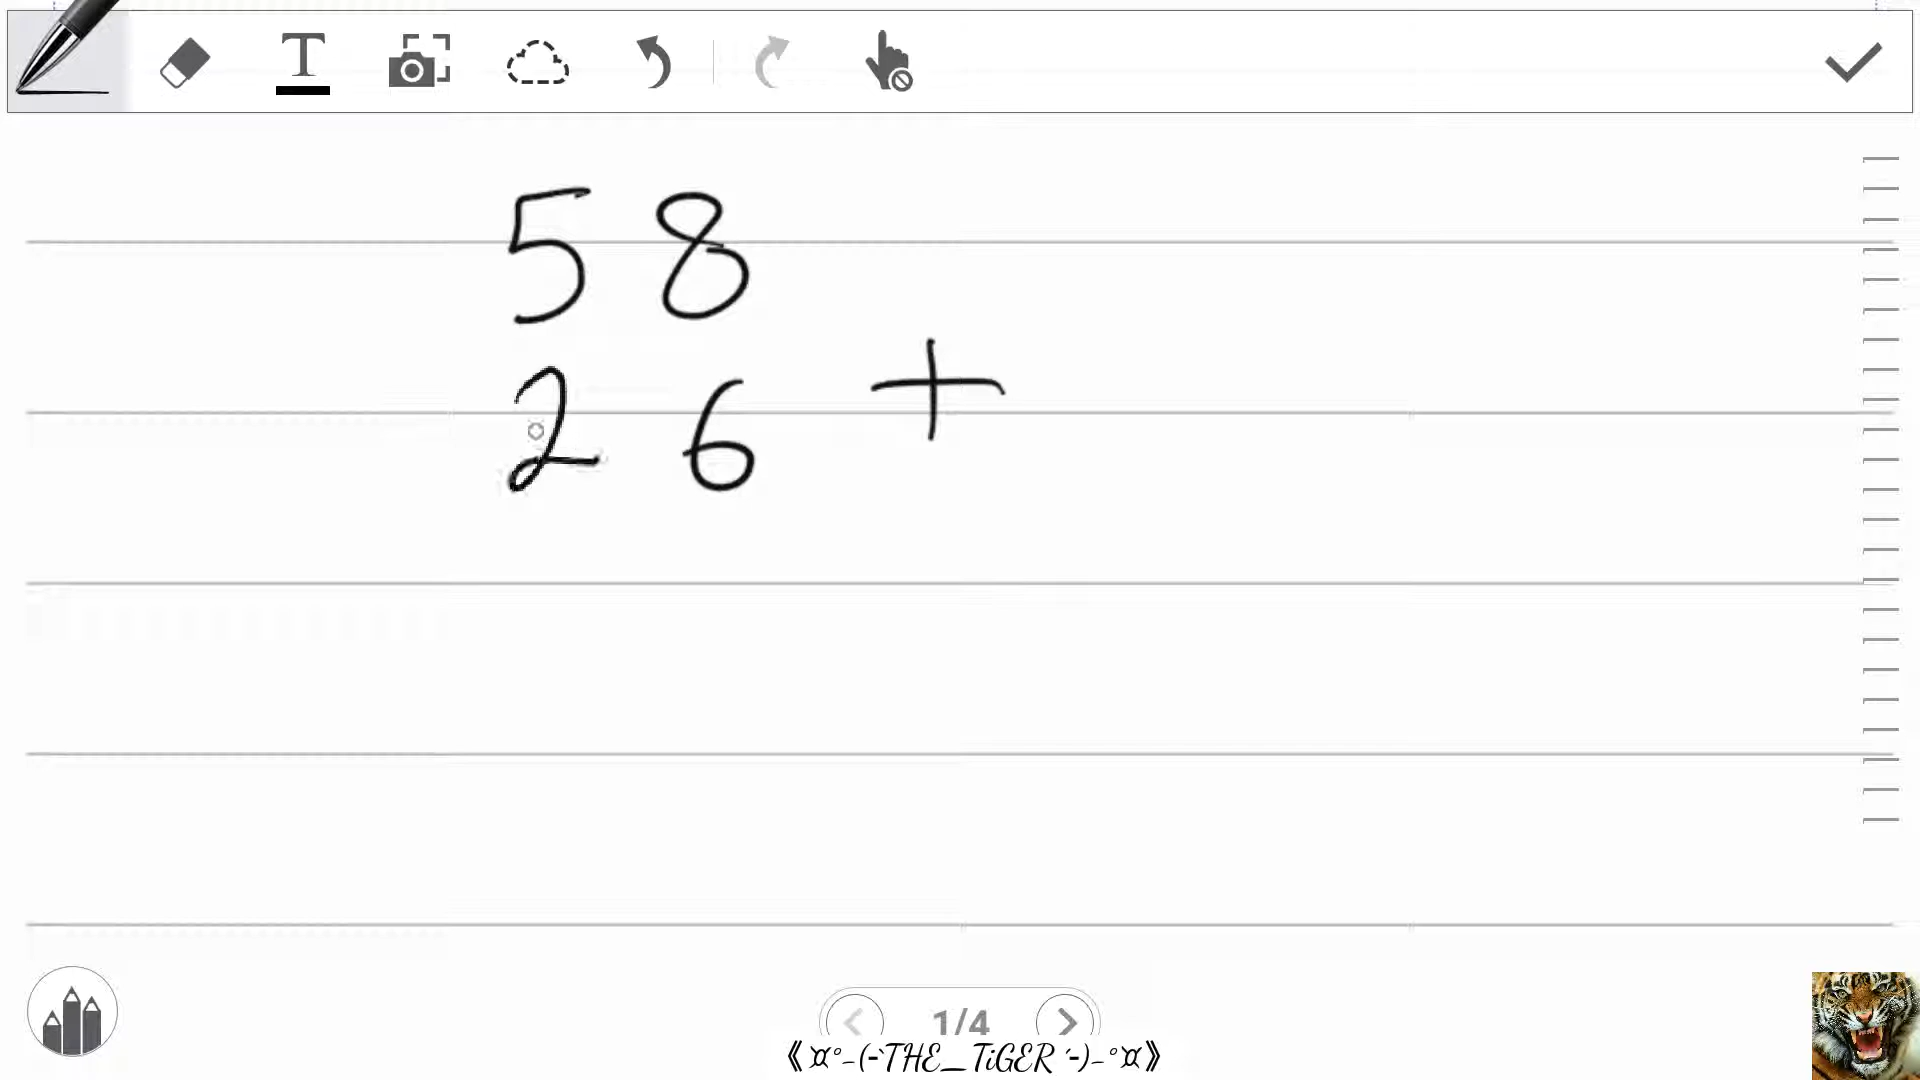 T
58
26 +
1/4
《¤°-(-`THE_TiGER ´-)-°¤》